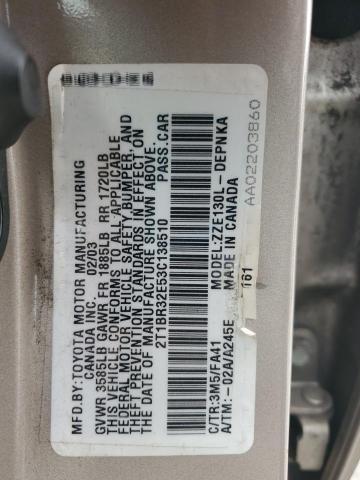 MFD.BY:TOYOTA MOTOR MANUFACTURING
CANADA INC. 02/03
GVWR 3585LB GAWR FR 1885LB RR 1720LB
THIS VEHICLE CONFORMS TO ALL APPLICABLE
FEDERAL MOTOR VEHICLE SAFETY, BUMPER, AND
THEFT PREVENTION STANDARDS IN EFFECT ON
THE DATE OF MANUFACTURE SHOWN ABOVE.
2T1BR32E53C138510 PASS.CAR
C/TR:3M5/FA41 MODEL:ZZE130L-DEPNKA
A/TM:-02A/A245E MADE IN CANADA
161
AA02203860